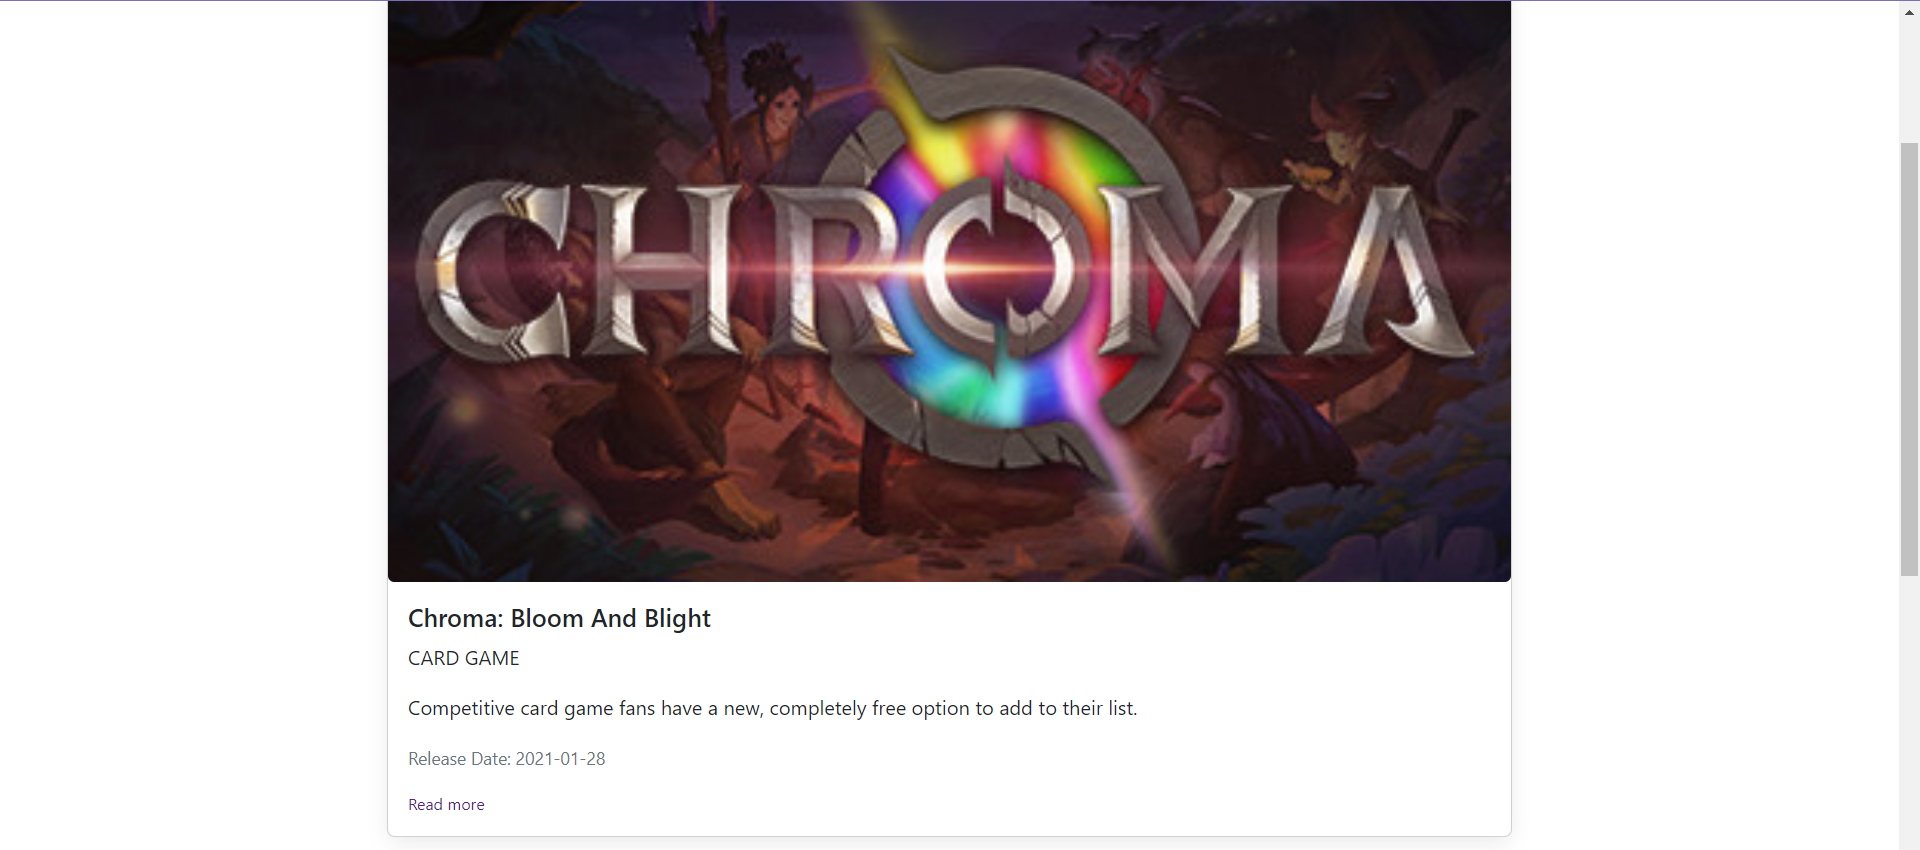 CHROMA
Chroma: Bloom And Blight
CARD GAME
Competitive card game fans have a new, completely free option to add to their list.
Release Date: 2021-01-28
Read more